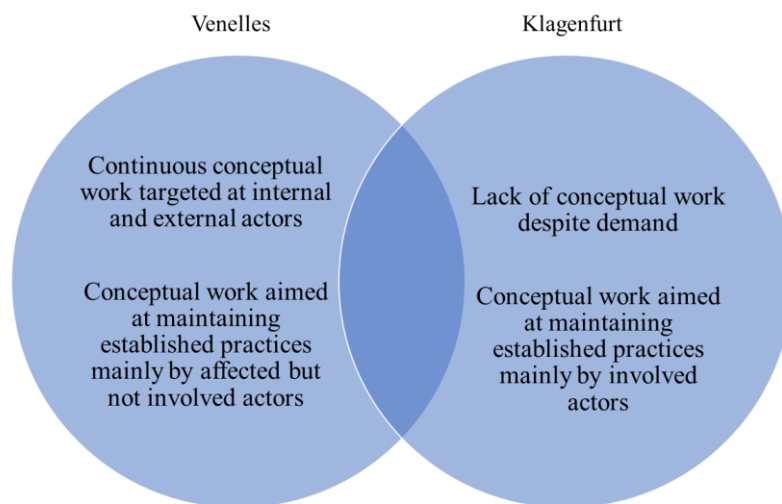 Venelles
Klagenfurt
Continuous conceptual
work targeted at internal
and external actors
Conceptual work aimed
at maintaining
established practices
mainly by affected but
not involved actors
Lack of conceptual work
despite demand
Conceptual work aimed
at maintaining
established practices
mainly by involved
actors